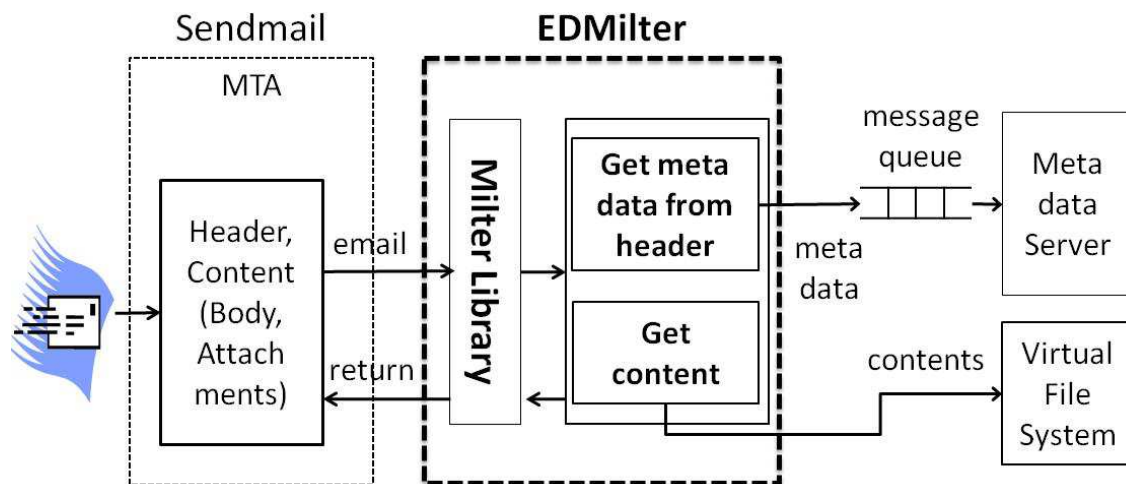 Sendmail
EDMilter
MTA
Header,
Content
(Body,
Attach
ments)
email
return
Milter Library
Get meta
data from
header
Get
content
message
queue
meta
data
contents
Meta
data
Server
Virtual
File
System